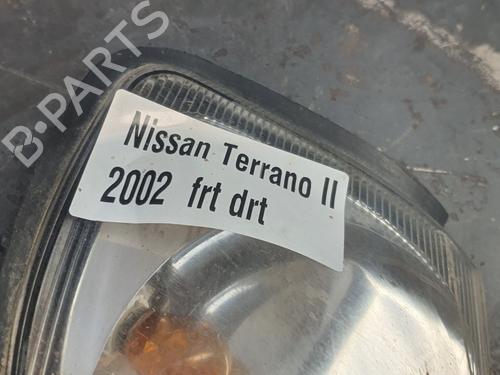 B-PARTS
Nissan Terrano II
2002 frt drt